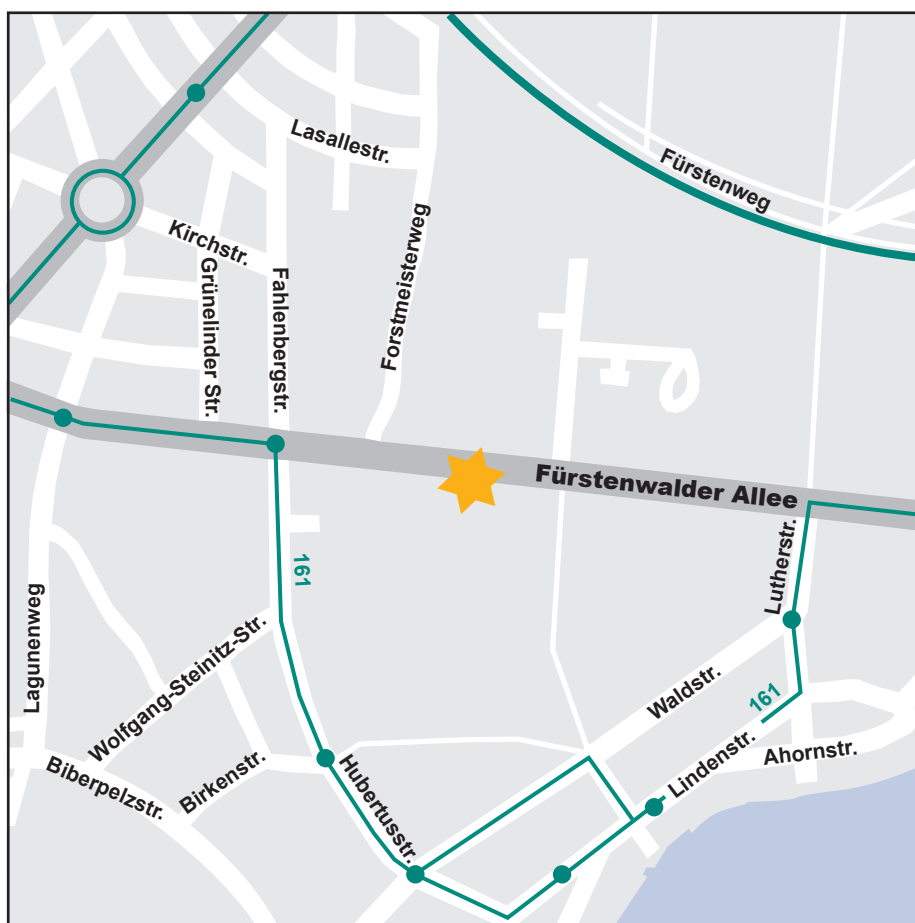 Lasallestr.
Fürstenweg
Kirchstr.
Grünelinder Str.
Fahlenbergstr.
Forstmeisterweg
Fürstenwalder Allee
Lutherstr.
161
Lagunenweg
Wolfgang-Steinitz-Str.
Waldstr.
161
Biberpelzstr.
Birkenstr.
Hubertusstr.
Lindenstr.
Ahornstr.